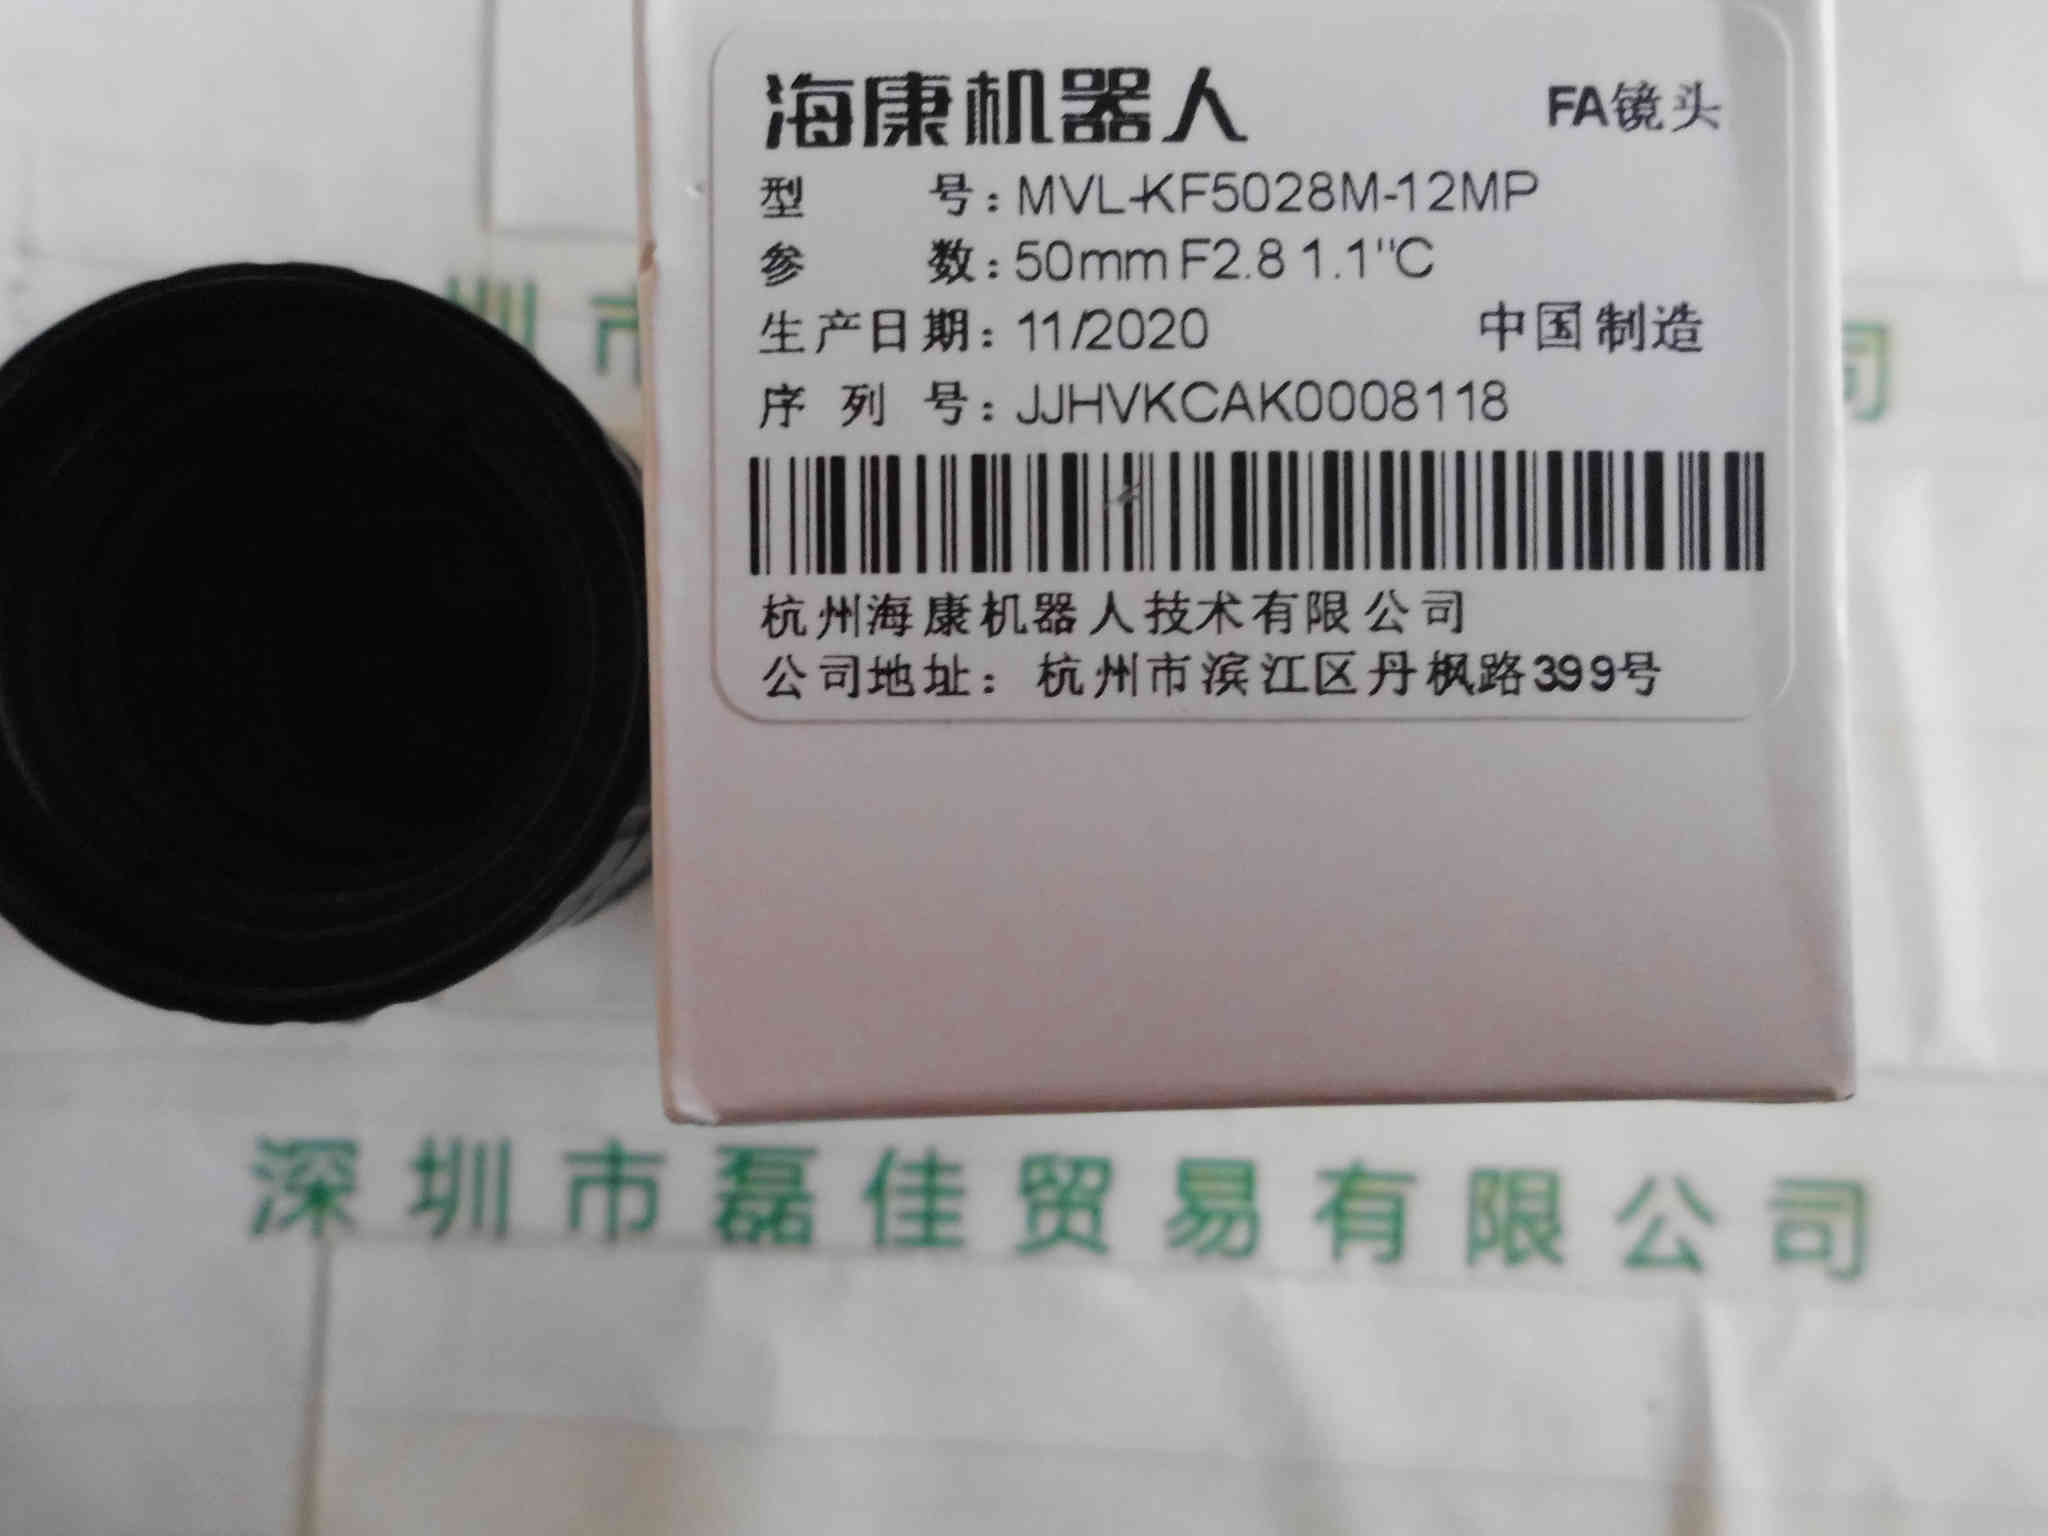 海康机器人 FA镜头
型 号：MVL-KF5028M-12MP
参 数：50mm F2.8 1.1"C
生产日期：11/2020 中国制造
序 列 号：JJHVKCAK0008118
杭州海康机器人技术有限公司
公司地址： 杭州市滨江区丹枫路399号
圳市 司
深圳市磊佳贸易有限公司